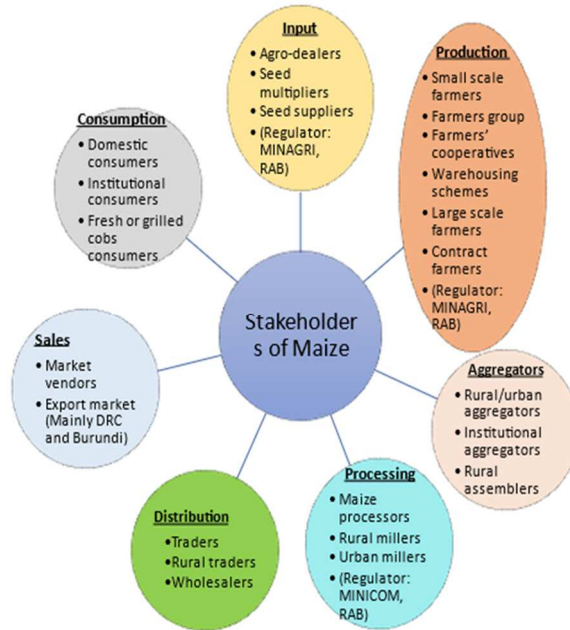 Input
• Agro-dealers
• Seed
multipliers
• Seed suppliers
• (Regulator:
MINAGRI,
RAB)
Production
• Small scale
farmers
• Farmers group
• Farmers'
cooperatives
• Warehousing
schemes
• Large scale
farmers
• Contract
farmers
• (Regulator:
MINAGRI,
RAB)
Aggregators
• Rural/urban
aggregators
• Institutional
aggregators
• Rural
assemblers
Processing
• Maize
processors
• Rural millers
• Urban millers
• (Regulator:
MINICOM,
RAB)
Distribution
•Traders
•Rural traders
•Wholesalers
Sales
• Market
vendors
• Export market
(Mainly DRC
and Burundi)
Consumption
• Domestic
consumers
• Institutional
consumers
• Fresh or grilled
cobs
consumers
Stakeholder
s of Maize